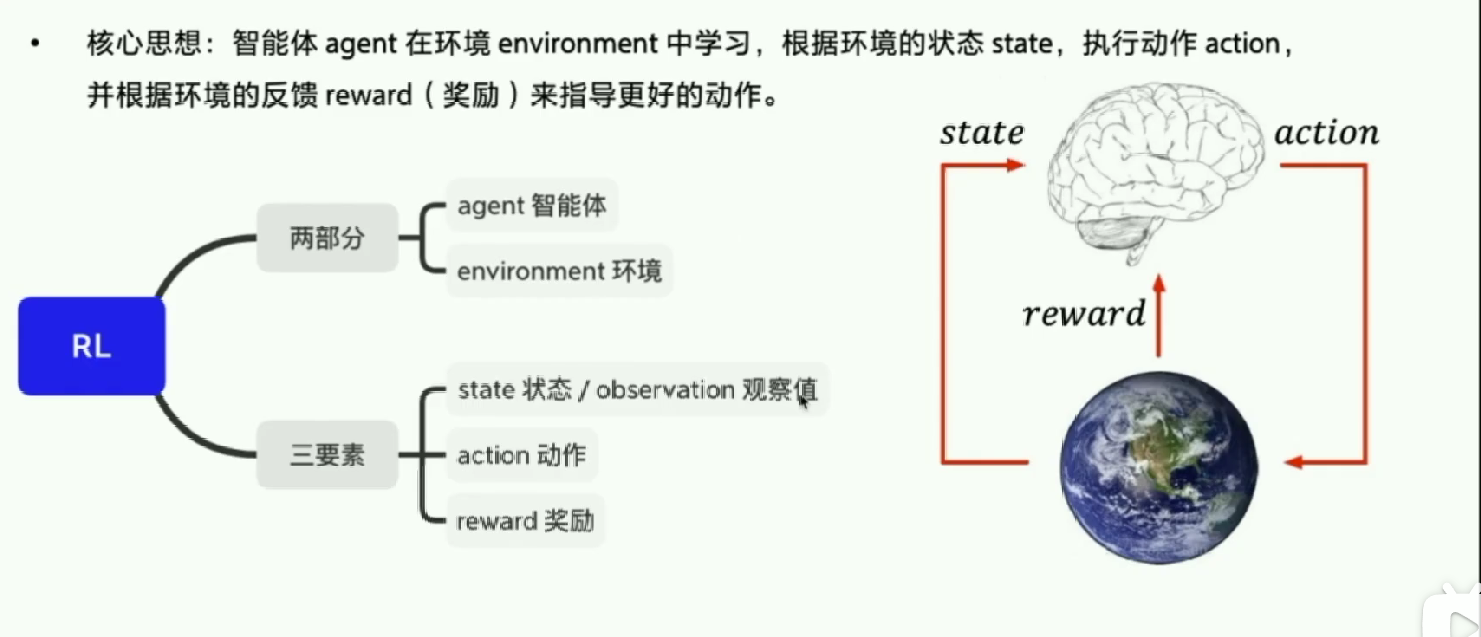 • 核心思想：智能体 agent 在环境 environment 中学习，根据环境的状态 state，执行动作 action，
并根据环境的反馈 reward（奖励）来指导更好的动作。
state
action
reward
RL
两部分
agent 智能体
environment 环境
三要素
state 状态 / observation 观察值
action 动作
reward 奖励